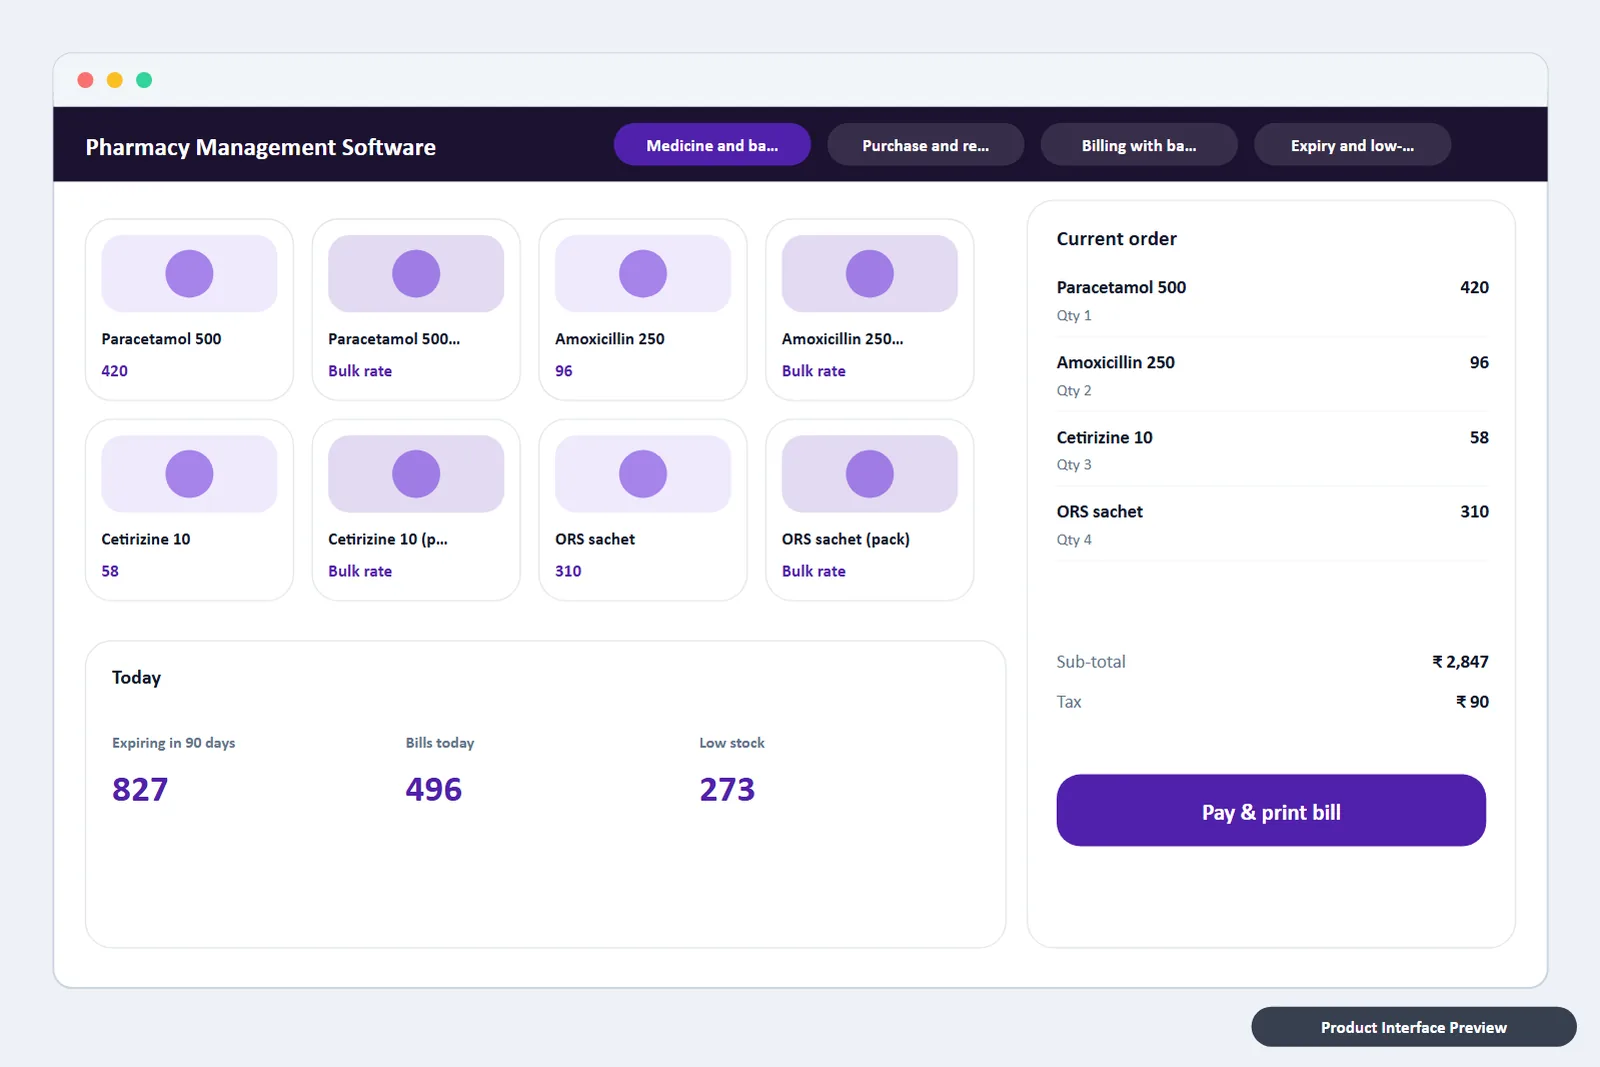 Pharmacy Management Software
Medicine and ba...
Purchase and re...
Billing with ba...
Expiry and low-...
Paracetamol 500
420
Paracetamol 500...
Bulk rate
Amoxicillin 250
96
Amoxicillin 250...
Bulk rate
Cetirizine 10
58
Cetirizine 10 (p...
Bulk rate
ORS sachet
310
ORS sachet (pack)
Bulk rate
Today
Expiring in 90 days
827
Bills today
496
Low stock
273
Current order
Paracetamol 500 420
Qty 1
Amoxicillin 250 96
Qty 2
Cetirizine 10 58
Qty 3
ORS sachet 310
Qty 4
Sub-total ₹ 2,847
Tax ₹ 90
Pay & print bill
Product Interface Preview